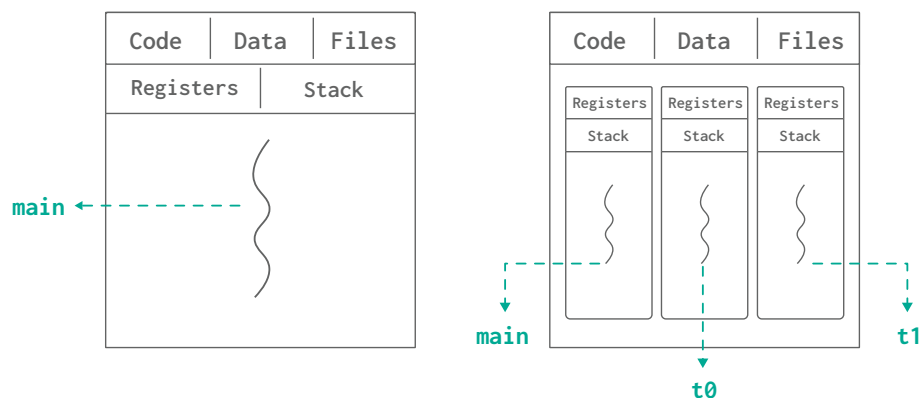 Code Data Files
Registers Stack
main
Code Data Files
Registers Registers Registers
Stack Stack Stack
main
t0
t1